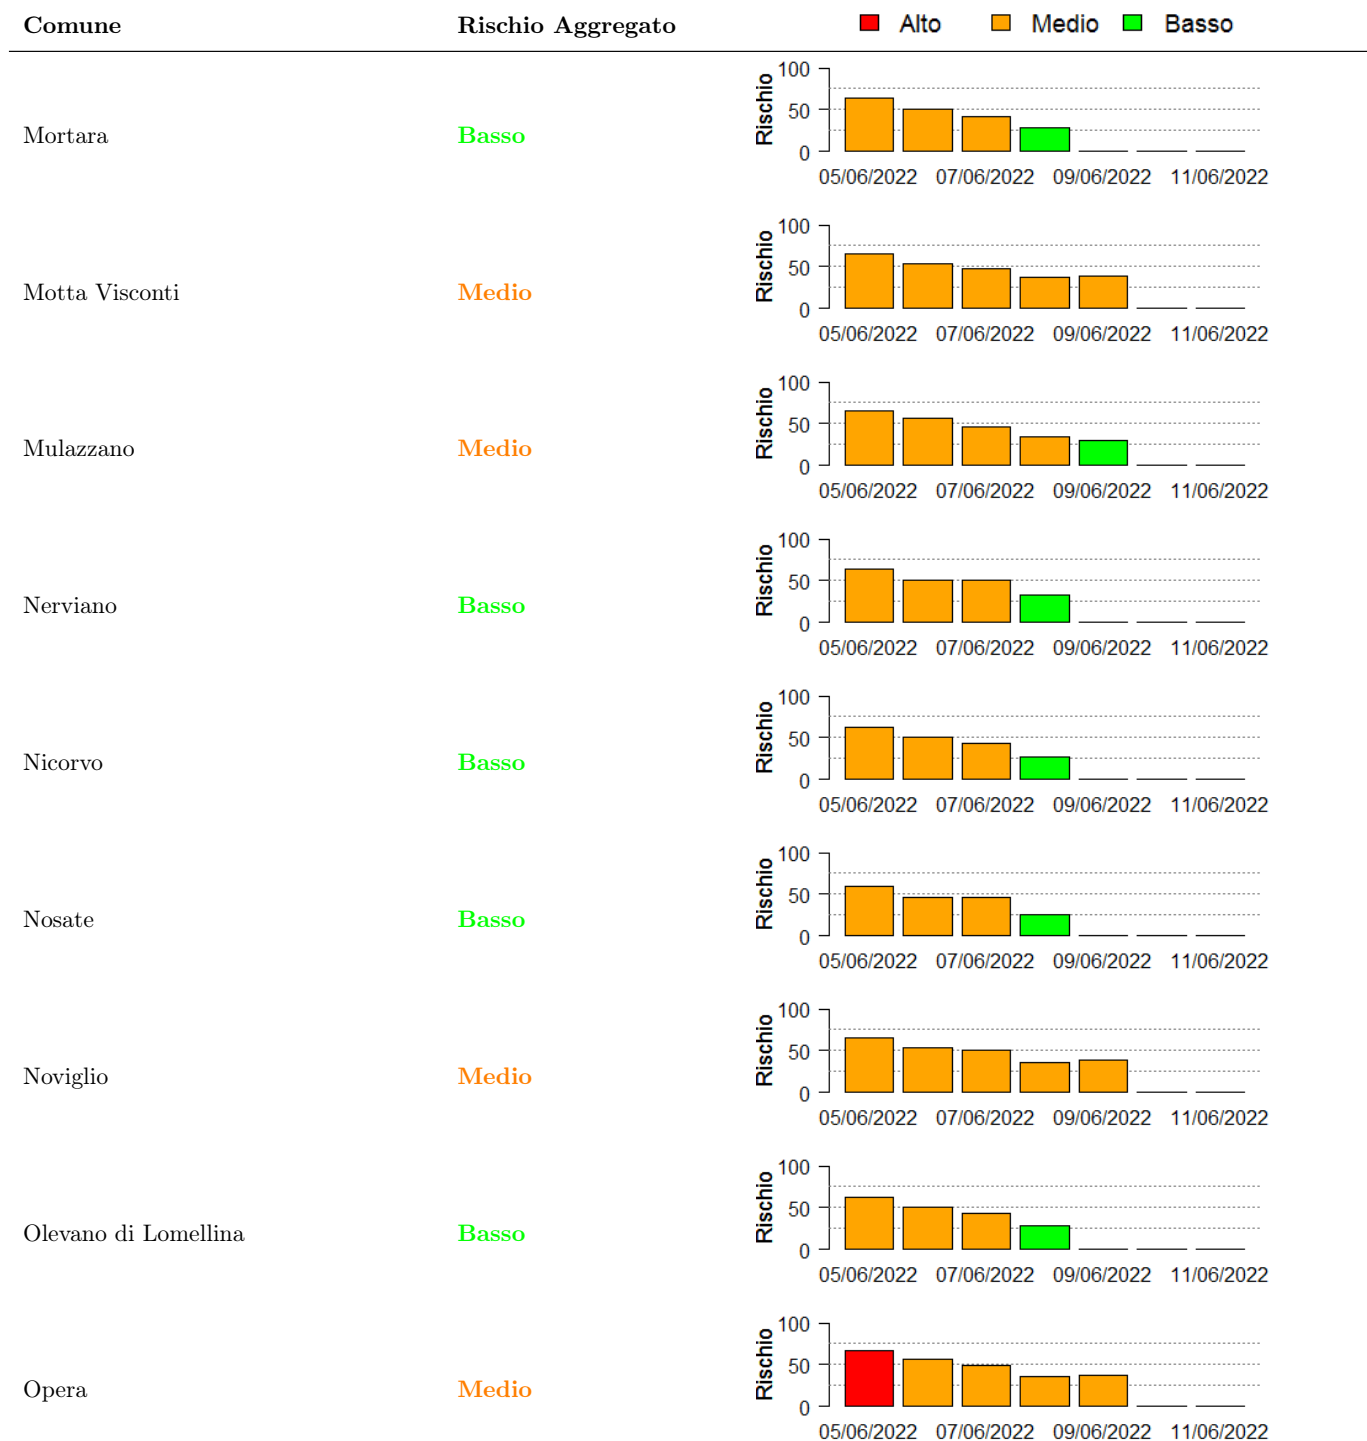 Comune Rischio Aggregato Alto Medio Basso
100
50
0
Rischio
Mortara Basso
05/06/2022 07/06/2022 09/06/2022 11/06/2022
100
50
0
Rischio
Motta Visconti Medio
05/06/2022 07/06/2022 09/06/2022 11/06/2022
100
50
0
Rischio
Mulazzano Medio
05/06/2022 07/06/2022 09/06/2022 11/06/2022
100
50
0
Rischio
Nerviano Basso
05/06/2022 07/06/2022 09/06/2022 11/06/2022
100
50
0
Rischio
Nicorvo Basso
05/06/2022 07/06/2022 09/06/2022 11/06/2022
100
50
0
Rischio
Nosate Basso
05/06/2022 07/06/2022 09/06/2022 11/06/2022
100
50
0
Rischio
Noviglio Medio
05/06/2022 07/06/2022 09/06/2022 11/06/2022
100
50
0
Rischio
Olevano di Lomellina Basso
05/06/2022 07/06/2022 09/06/2022 11/06/2022
100
50
0
Rischio
Opera Medio
05/06/2022 07/06/2022 09/06/2022 11/06/2022